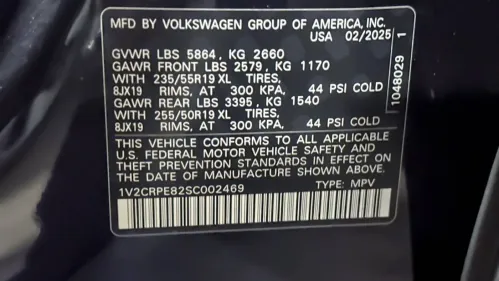 MFD BY VOLKSWAGEN GROUP OF AMERICA, INC.
USA 02/2025
GVWR LBS 5864, KG 2660
GAWR FRONT LBS 2579, KG 1170
WITH 235/55R19 XL TIRES,
8JX19 RIMS, AT 300 KPA, 44 PSI COLD
GAWR REAR LBS 3395, KG 1540
WITH 255/50R19 XL TIRES,
8JX19 RIMS, AT 300 KPA, 44 PSI COLD
THIS VEHICLE CONFORMS TO ALL APPLICABLE
U.S. FEDERAL MOTOR VEHICLE SAFETY AND
THEFT PREVENTION STANDARDS IN EFFECT ON
THE DATE OF MANUFACTURE SHOWN ABOVE.
1V2CRPE82SC002469 TYPE: MPV
1048029 1